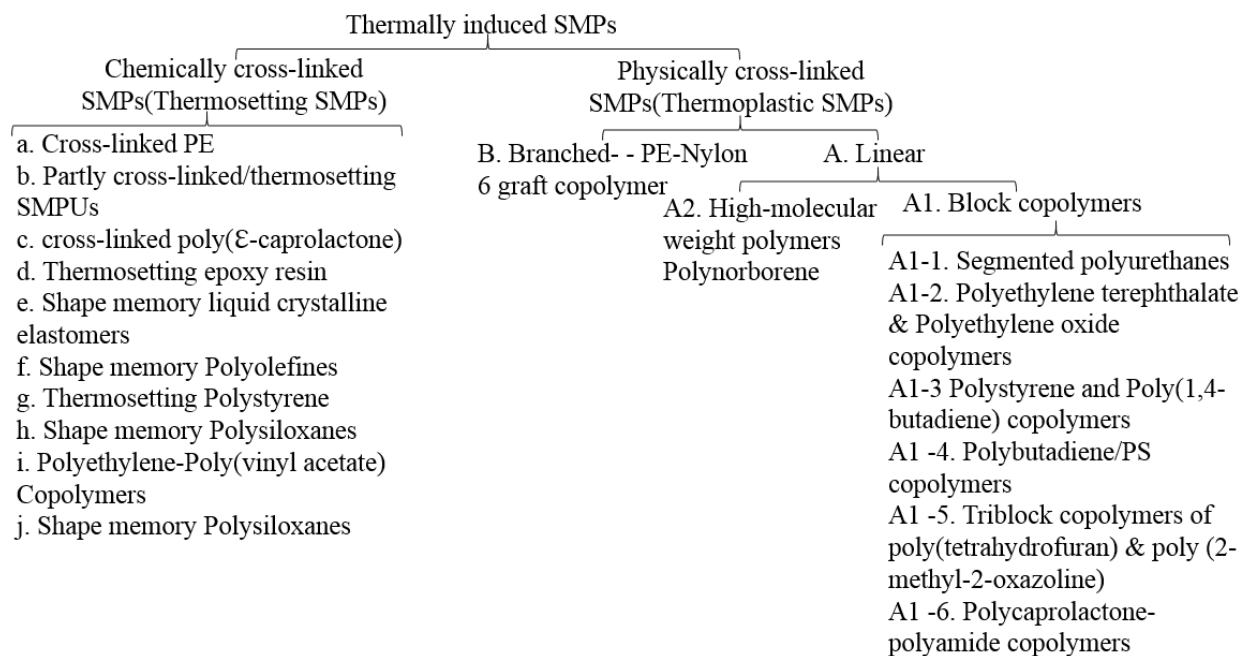 Thermally induced SMPs
Chemically cross-linked
SMPs(Thermosetting SMPs)
a. Cross-linked PE
b. Partly cross-linked/thermosetting
SMPUs
c. cross-linked poly(Ɛ-caprolactone)
d. Thermosetting epoxy resin
e. Shape memory liquid crystalline
elastomers
f. Shape memory Polyolefines
g. Thermosetting Polystyrene
h. Shape memory Polysiloxanes
i. Polyethylene-Poly(vinyl acetate)
Copolymers
j. Shape memory Polysiloxanes
Physically cross-linked
SMPs(Thermoplastic SMPs)
B. Branched- - PE-Nylon
6 graft copolymer
A. Linear
A2. High-molecular
weight polymers
Polynorborene
A1. Block copolymers
A1-1. Segmented polyurethanes
A1-2. Polyethylene terephthalate
& Polyethylene oxide
copolymers
A1-3 Polystyrene and Poly(1,4-
butadiene) copolymers
A1 -4. Polybutadiene/PS
copolymers
A1 -5. Triblock copolymers of
poly(tetrahydrofuran) & poly (2-
methyl-2-oxazoline)
A1 -6. Polycaprolactone-
polyamide copolymers